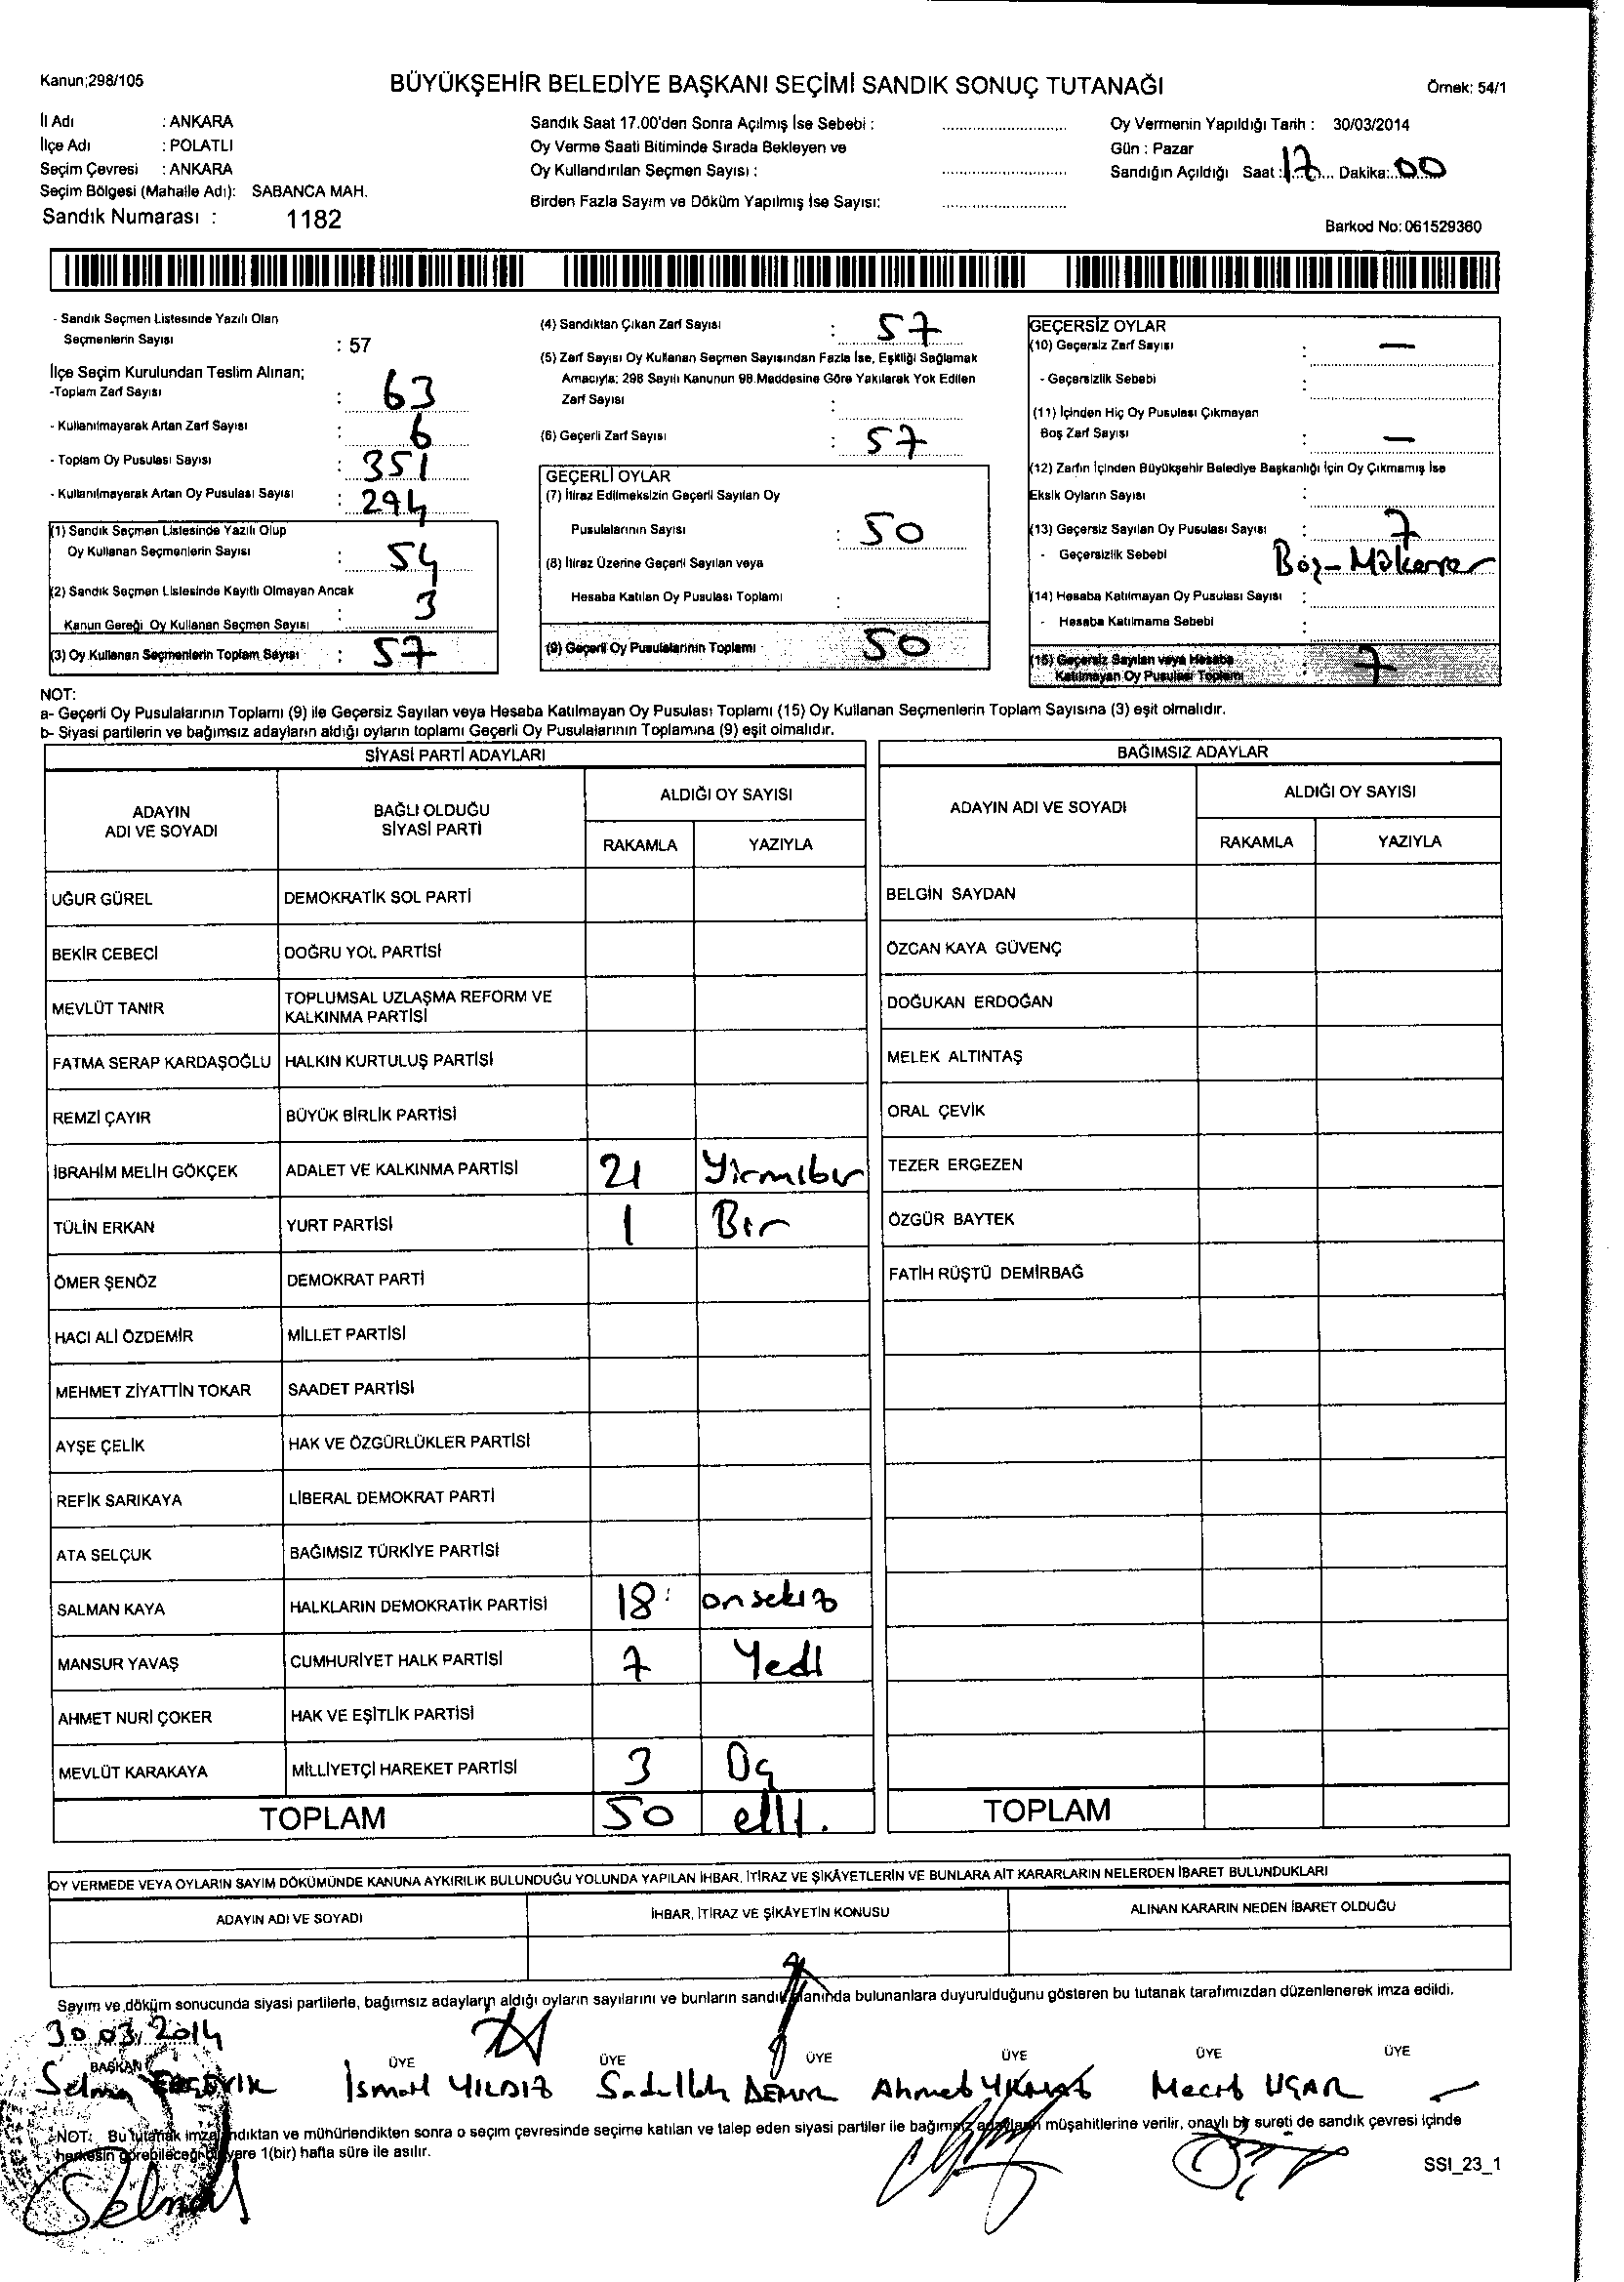 Kanun;298/105
BÜYÜKŞEHİR BELEDİYE BAŞKANI SEÇİMİ SANDIK SONUÇ TUTANAĞI
Örnek: 54/1
İl Adı : ANKARA
İlçe Adı : POLATLI
Seçim Çevresi : ANKARA
Seçim Bölgesi (Mahalle Adı): SABANCA MAH.
Sandık Numarası : 1182
Sandık Saat 17.00'den Sonra Açılmış İse Sebebi :
Oy Verme Saati Bitiminde Sırada Bekleyen ve
Oy Kullandırılan Seçmen Sayısı :
Birden Fazla Sayım ve Döküm Yapılmış İse Sayısı:
Oy Vermenin Yapıldığı Tarih : 30/03/2014
Gün : Pazar
Sandığın Açıldığı Saat : 17 Dakika: 00
Barkod No: 061529360
- Sandık Seçmen Listesinde Yazılı Olan
Seçmenlerin Sayısı : 57
İlçe Seçim Kurulundan Teslim Alınan;
-Toplam Zarf Sayısı : 63
- Kullanılmayarak Artan Zarf Sayısı : 6
- Toplam Oy Pusulası Sayısı : 351
- Kullanılmayarak Artan Oy Pusulası Sayısı : 294
(1) Sandık Seçmen Listesinde Yazılı Olup
Oy Kullanan Seçmenlerin Sayısı : 54
(2) Sandık Seçmen Listesinde Kayıtlı Olmayan Ancak
Kanun Gereği Oy Kullanan Seçmen Sayısı : 3
(3) Oy Kullanan Seçmenlerin Toplam Sayısı : 57
(4) Sandıktan Çıkan Zarf Sayısı : 57
(5) Zarf Sayısı Oy Kullanan Seçmen Sayısından Fazla İse, Eşitliği Sağlamak
Amacıyla; 298 Sayılı Kanunun 98.Maddesine Göre Yakılarak Yok Edilen
Zarf Sayısı :
(6) Geçerli Zarf Sayısı : 57
GEÇERLİ OYLAR
(7) İtiraz Edilmeksizin Geçerli Sayılan Oy
Pusulalarının Sayısı : 50
(8) İtiraz Üzerine Geçerli Sayılan veya
Hesaba Katılan Oy Pusulası Toplamı :
(9) Geçerli Oy Pusulalarının Toplamı 50
GEÇERSİZ OYLAR
(10) Geçersiz Zarf Sayısı : —
- Geçersizlik Sebebi :
(11) İçinden Hiç Oy Pusulası Çıkmayan
Boş Zarf Sayısı : —
(12) Zarfın İçinden Büyükşehir Belediye Başkanlığı İçin Oy Çıkmamış İse
Eksik Oyların Sayısı :
(13) Geçersiz Sayılan Oy Pusulası Sayısı : 7
- Geçersizlik Sebebi Boş-Mükerrer
(14) Hesaba Katılmayan Oy Pusulası Sayısı :
- Hesaba Katılmama Sebebi :
(15) Geçersiz Sayılan veya Hesaba
Katılmayan Oy Pusulası Toplamı : 7
NOT:
a- Geçerli Oy Pusulalarının Toplamı (9) ile Geçersiz Sayılan veya Hesaba Katılmayan Oy Pusulası Toplamı (15) Oy Kullanan Seçmenlerin Toplam Sayısına (3) eşit olmalıdır.
b- Siyasi partilerin ve bağımsız adayların aldığı oyların toplamı Geçerli Oy Pusulalarının Toplamına (9) eşit olmalıdır.
SİYASİ PARTİ ADAYLARI
ADAYIN
ADI VE SOYADI
BAĞLI OLDUĞU
SİYASİ PARTİ
ALDIĞI OY SAYISI
RAKAMLA YAZIYLA
UĞUR GÜREL DEMOKRATİK SOL PARTİ
BEKİR CEBECİ DOĞRU YOL PARTİSİ
MEVLÜT TANIR TOPLUMSAL UZLAŞMA REFORM VE
KALKINMA PARTİSİ
FATMA SERAP KARDAŞOĞLU HALKIN KURTULUŞ PARTİSİ
REMZİ ÇAYIR BÜYÜK BİRLİK PARTİSİ
İBRAHİM MELİH GÖKÇEK ADALET VE KALKINMA PARTİSİ 21 Yirmıbır
TÜLİN ERKAN YURT PARTİSİ 1 Bır
ÖMER ŞENÖZ DEMOKRAT PARTİ
HACI ALİ ÖZDEMİR MİLLET PARTİSİ
MEHMET ZİYATTİN TOKAR SAADET PARTİSİ
AYŞE ÇELİK HAK VE ÖZGÜRLÜKLER PARTİSİ
REFİK SARIKAYA LİBERAL DEMOKRAT PARTİ
ATA SELÇUK BAĞIMSIZ TÜRKİYE PARTİSİ
SALMAN KAYA HALKLARIN DEMOKRATİK PARTİSİ 18 onsekız
MANSUR YAVAŞ CUMHURİYET HALK PARTİSİ 7 Yedı
AHMET NURİ ÇOKER HAK VE EŞİTLİK PARTİSİ
MEVLÜT KARAKAYA MİLLİYETÇİ HAREKET PARTİSİ 3 Üç
TOPLAM 50 ellı.
BAĞIMSIZ ADAYLAR
ADAYIN ADI VE SOYADI
ALDIĞI OY SAYISI
RAKAMLA YAZIYLA
BELGİN SAYDAN
ÖZCAN KAYA GÜVENÇ
DOĞUKAN ERDOĞAN
MELEK ALTINTAŞ
ORAL ÇEVİK
TEZER ERGEZEN
ÖZGÜR BAYTEK
FATİH RÜŞTÜ DEMİRBAĞ
TOPLAM
OY VERMEDE VEYA OYLARIN SAYIM DÖKÜMÜNDE KANUNA AYKIRILIK BULUNDUĞU YOLUNDA YAPILAN İHBAR, İTİRAZ VE ŞİKÂYETLERİN VE BUNLARA AİT KARARLARIN NELERDEN İBARET BULUNDUKLARI
ADAYIN ADI VE SOYADI İHBAR, İTİRAZ VE ŞİKÂYETİN KONUSU ALINAN KARARIN NEDEN İBARET OLDUĞU
Sayım ve döküm sonucunda siyasi partilerle, bağımsız adayların aldığı oyların sayılarını ve bunların sandık alanında bulunanlara duyurulduğunu gösteren bu tutanak tarafımızdan düzenlenerek imza edildi.
30.03.2014
BAŞKAN ÜYE ÜYE ÜYE ÜYE ÜYE ÜYE
Selma İsmail YILDIZ Sadullah DEMİR Ahmet Mecit UÇAR —
NOT: Bu tutanak imzalandıktan ve mühürlendikten sonra o seçim çevresinde seçime katılan ve talep eden siyasi partiler ile bağımsız adayların müşahitlerine verilir, onaylı bir sureti de sandık çevresi içinde
herkesin görebileceği bir yere 1(bir) hafta süre ile asılır.
SSI_23_1